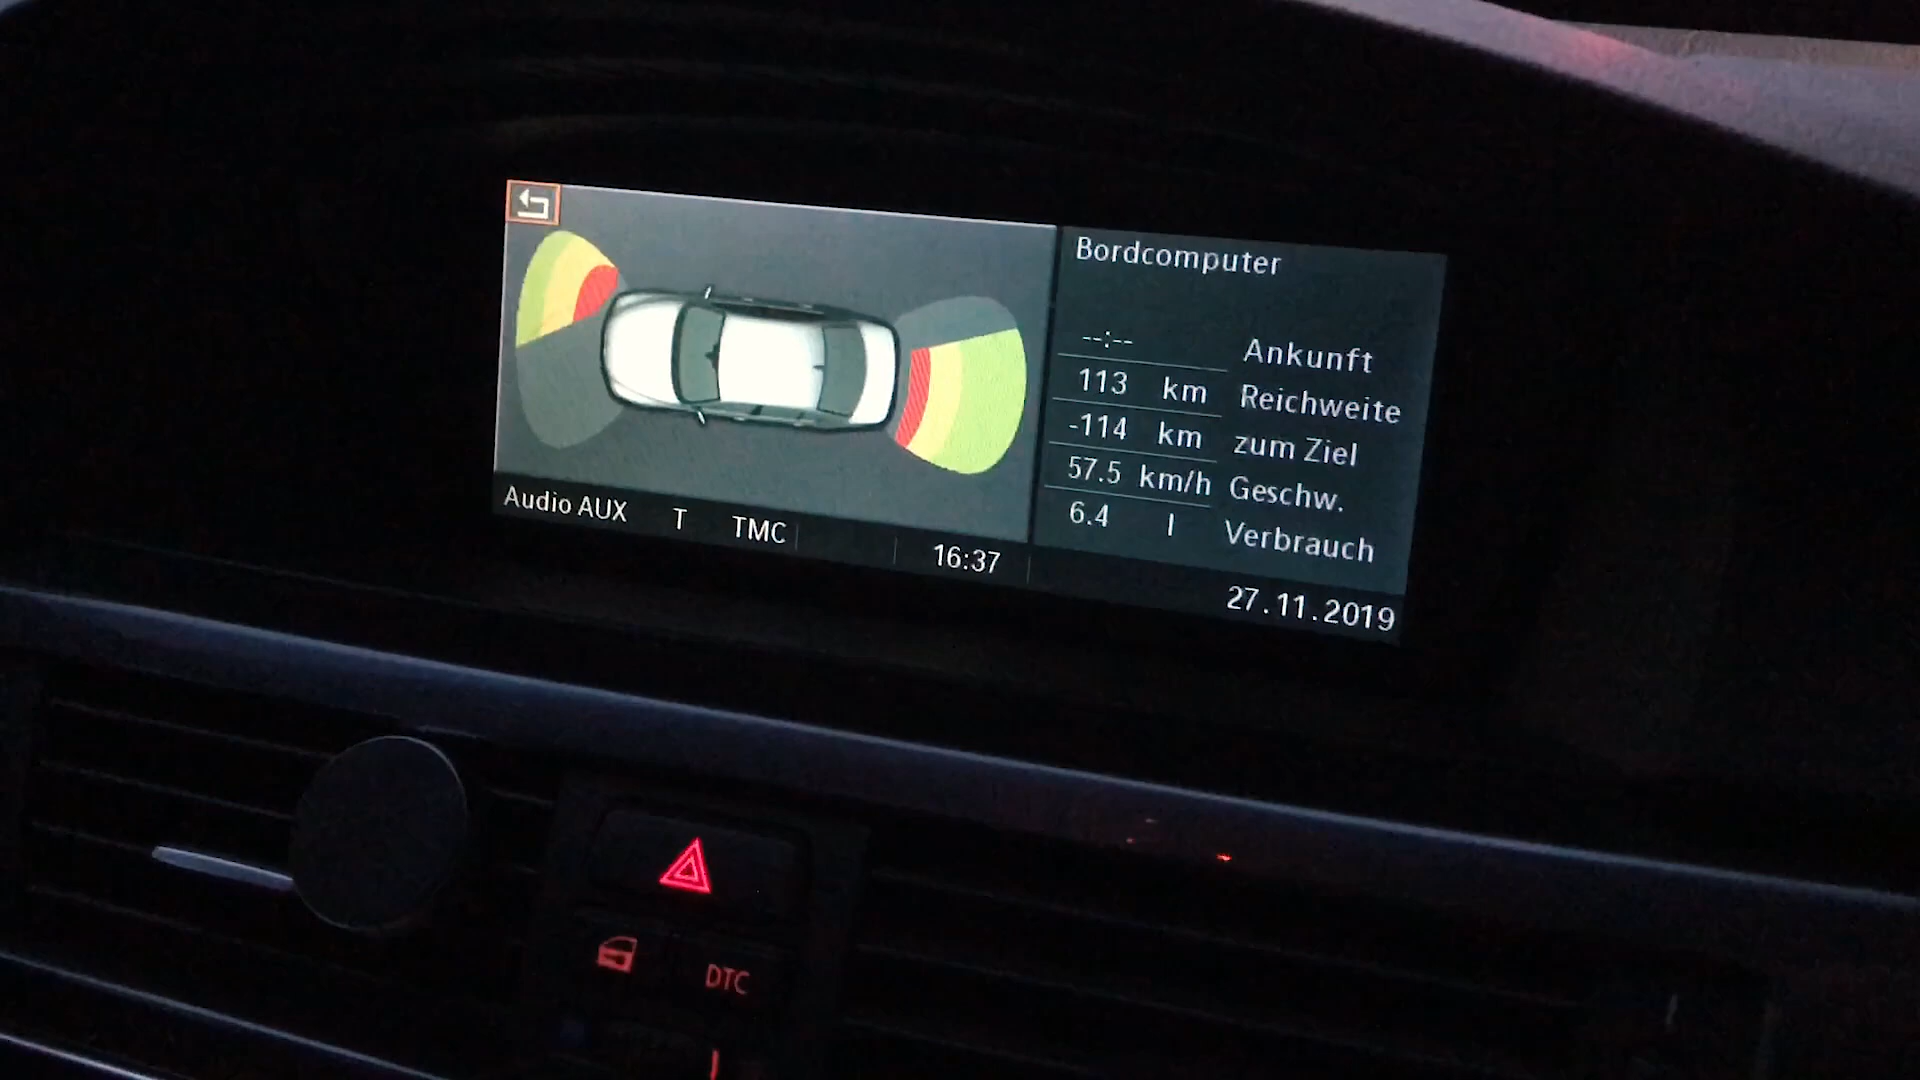 Bordcomputer
--:-- Ankunft
113 km Reichweite
-114 km zum Ziel
57.5 km/h Geschw.
6.4 l Verbrauch
Audio AUX T TMC 16:37
27.11.2019
DTC